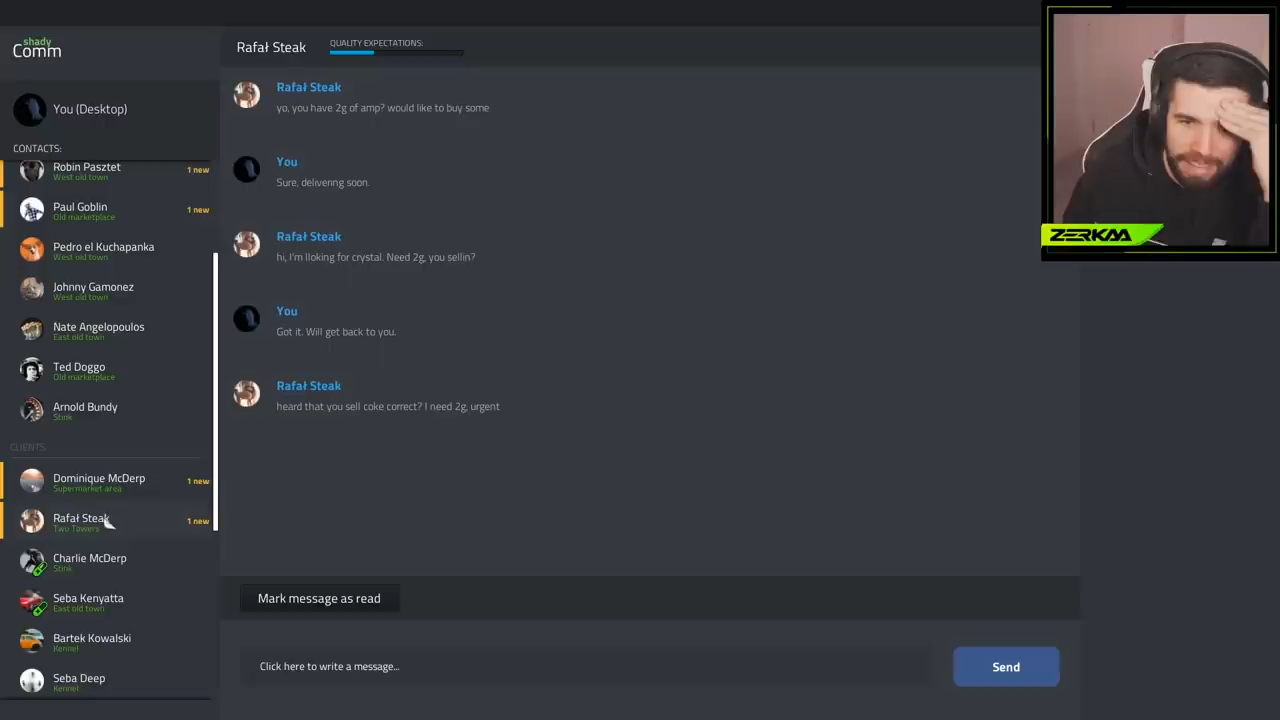 shady
Comm
You (Desktop)
CONTACTS:
Robin Pasztet
West old town
1 new
Paul Goblin
Old marketplace
1 new
Pedro el Kuchapanka
West old town
Johnny Gamonez
West old town
Nate Angelopoulos
East old town
Ted Doggo
Old marketplace
Arnold Bundy
Stink
CLIENTS
Dominique McDerp
Supermarket area
1 new
Rafał Steak
Two Towers
1 new
Charlie McDerp
Stink
Seba Kenyatta
East old town
Bartek Kowalski
Kennel
Seba Deep
Kennel
Rafał Steak
QUALITY EXPECTATIONS:
Rafał Steak
yo, you have 2g of amp? would like to buy some
You
Sure, delivering soon.
Rafał Steak
hi, I'm lloking for crystal. Need 2g, you sellin?
You
Got it. Will get back to you.
Rafał Steak
heard that you sell coke correct? I need 2g, urgent
Mark message as read
Click here to write a message...
Send
ZERKAA